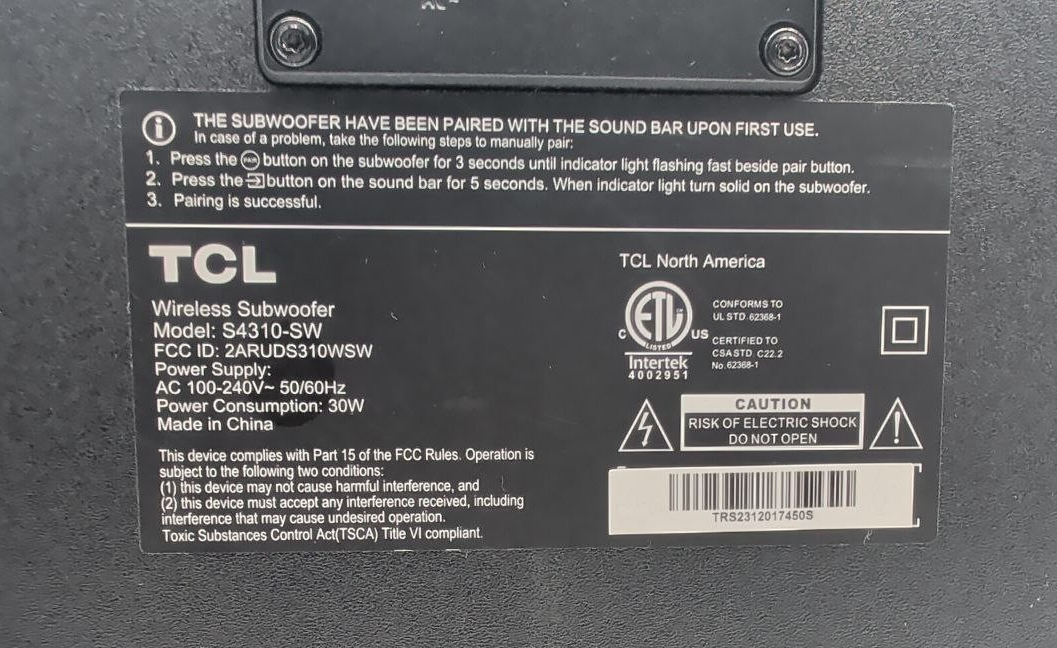 THE SUBWOOFER HAVE BEEN PAIRED WITH THE SOUND BAR UPON FIRST USE.
In case of a problem, take the following steps to manually pair:
1. Press the PAIR button on the subwoofer for 3 seconds until indicator light flashing fast beside pair button.
2. Press the button on the sound bar for 5 seconds. When indicator light turn solid on the subwoofer.
3. Pairing is successful.
TCL
Wireless Subwoofer
Model: S4310-SW
FCC ID: 2ARUDS310WSW
Power Supply:
AC 100-240V~ 50/60Hz
Power Consumption: 30W
Made in China
This device complies with Part 15 of the FCC Rules. Operation is
subject to the following two conditions:
(1) this device may not cause harmful interference, and
(2) this device must accept any interference received, including
interference that may cause undesired operation.
Toxic Substances Control Act(TSCA) Title VI compliant.
TCL North America
ETL
LISTED
C US
Intertek
4002951
CONFORMS TO
UL STD. 62368-1
CERTIFIED TO
CSA STD. C22.2
No. 62368-1
CAUTION
RISK OF ELECTRIC SHOCK
DO NOT OPEN
TRS2312017450S